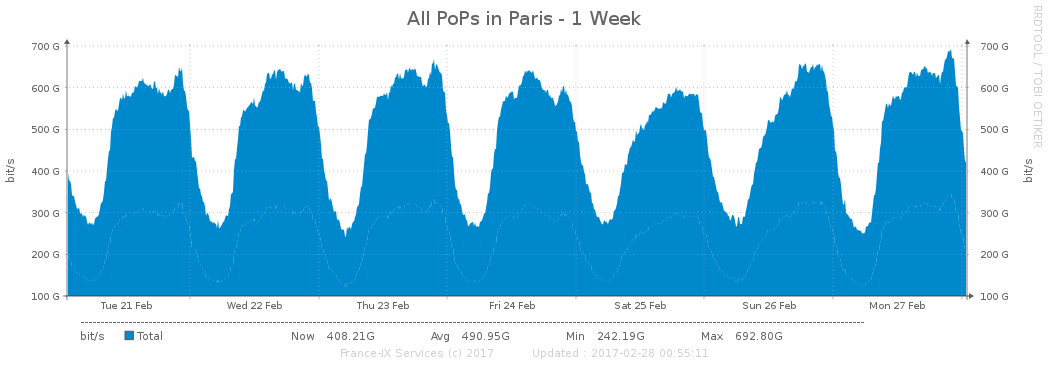 All PoPs in Paris - 1 Week
RRDTOOL / TOBI OETIKER
bit/s
700 G 700 G
600 G 600 G
500 G 500 G
400 G 400 G
300 G 300 G
200 G 200 G
100 G 100 G
bit/s
Tue 21 Feb Wed 22 Feb Thu 23 Feb Fri 24 Feb Sat 25 Feb Sun 26 Feb Mon 27 Feb
bit/s Total Now 408.21G Avg 490.95G Min 242.19G Max 692.80G
France-IX Services (c) 2017 Updated : 2017-02-28 00:55:11